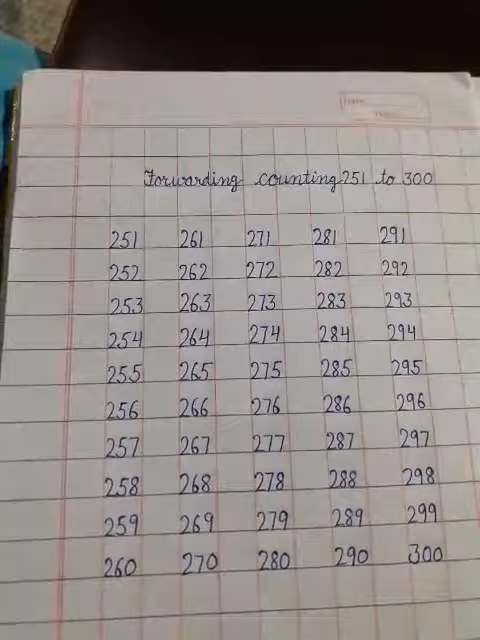 Forwarding counting 251 to 300
251 261 271 281 291
252 262 272 282 292
253 263 273 283 293
254 264 274 284 294
255 265 275 285 295
256 266 276 286 296
257 267 277 287 297
258 268 278 288 298
259 269 279 289 299
260 270 280 290 300